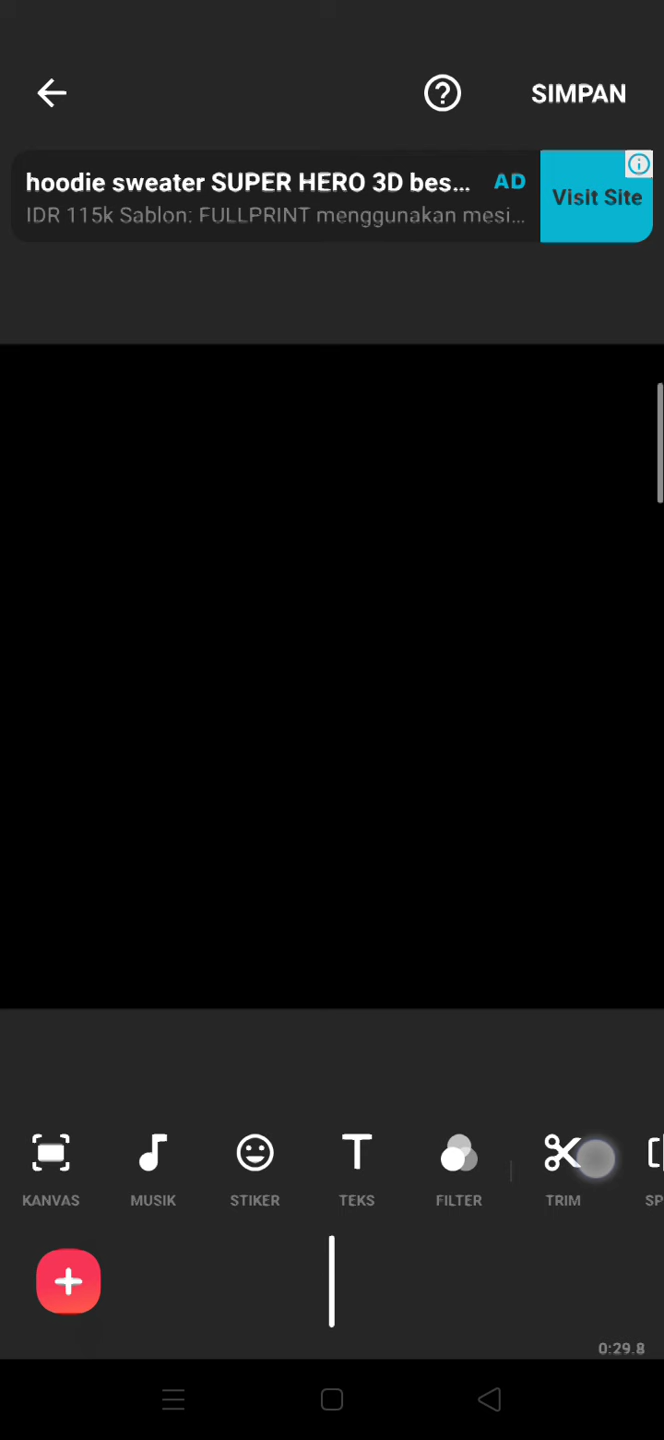 SIMPAN
hoodie sweater SUPER HERO 3D bes... AD
IDR 115k Sablon: FULLPRINT menggunakan mesi...
Visit Site
KANVAS MUSIK STIKER TEKS FILTER TRIM SP
0:29.8